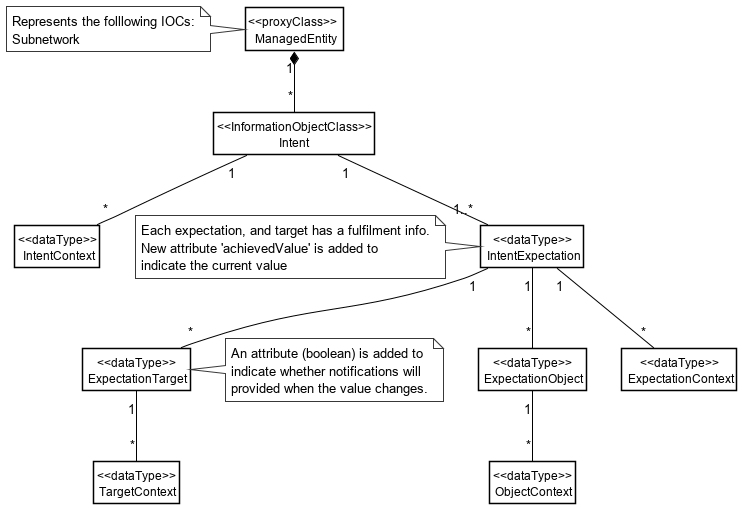 Represents the folllowing IOCs:
Subnetwork
<<proxyClass>>
ManagedEntity
1
*
<<InformationObjectClass>>
Intent
1
1
*
1..*
<<dataType>>
IntentContext
Each expectation, and target has a fulfilment info.
New attribute 'achievedValue' is added to
indicate the current value
<<dataType>>
IntentExpectation
1
1
1
*
*
*
<<dataType>>
ExpectationTarget
An attribute (boolean) is added to
indicate whether notifications will
provided when the value changes.
<<dataType>>
ExpectationObject
<<dataType>>
ExpectationContext
1
1
*
*
<<dataType>>
TargetContext
<<dataType>>
ObjectContext